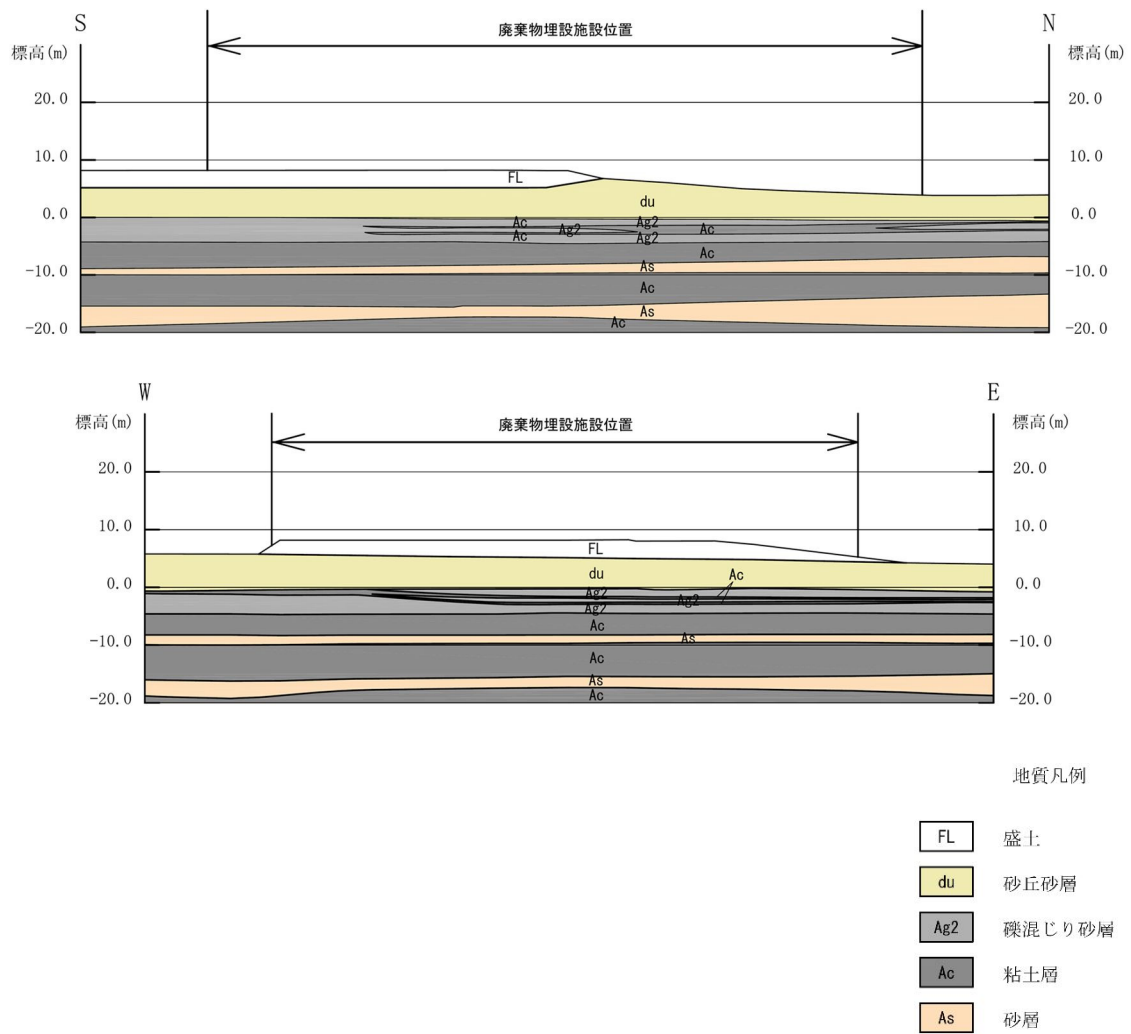 S
N
標高(m)
廃棄物埋設施設位置
標高(m)
20.0
20.0
10.0
10.0
FL
du
0.0
0.0
Ac
Ag2
Ag2
Ac
Ac
Ag2
Ac
As
-10.0
-10.0
Ac
As
Ac
-20.0
-20.0
W
E
標高(m)
廃棄物埋設施設位置
標高(m)
20.0
20.0
10.0
10.0
FL
du
Ac
0.0
0.0
Ag2
Ag2
Ag2
Ac
As
-10.0
-10.0
Ac
As
Ac
-20.0
-20.0
地質凡例
FL 盛土
du 砂丘砂層
Ag2 礫混じり砂層
Ac 粘土層
As 砂層